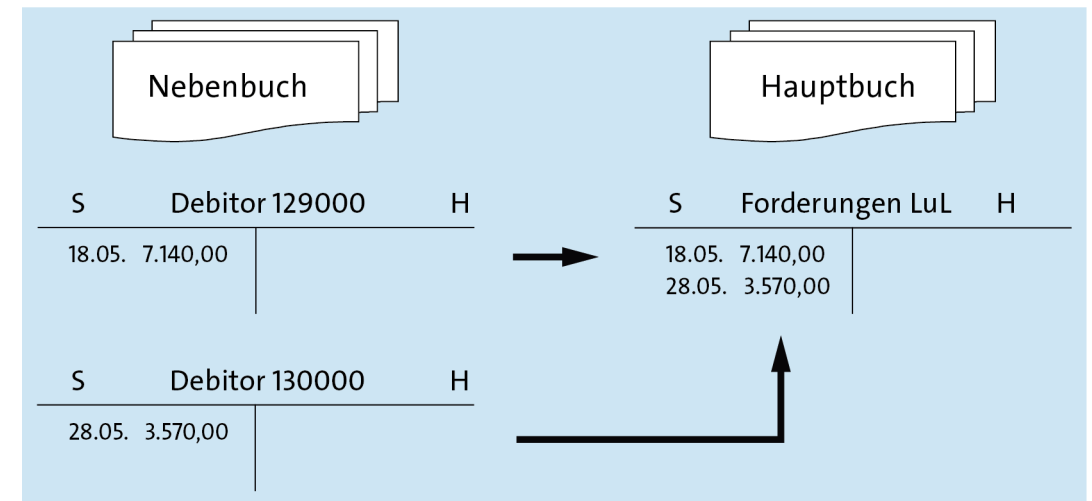 Nebenbuch
Hauptbuch
S Debitor 129000 H
18.05. 7.140,00
S Forderungen LuL H
18.05. 7.140,00
28.05. 3.570,00
S Debitor 130000 H
28.05. 3.570,00